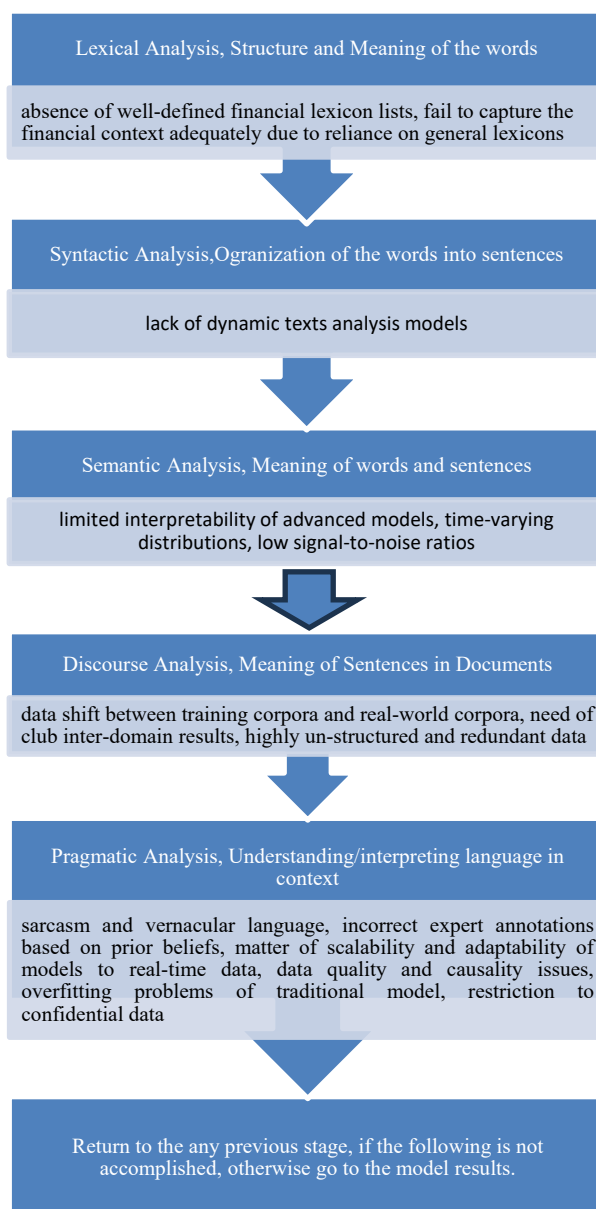 Lexical Analysis, Structure and Meaning of the words
absence of well-defined financial lexicon lists, fail to capture the
financial context adequately due to reliance on general lexicons
Syntactic Analysis,Ogranization of the words into sentences
lack of dynamic texts analysis models
Semantic Analysis, Meaning of words and sentences
limited interpretability of advanced models, time-varying
distributions, low signal-to-noise ratios
Discourse Analysis, Meaning of Sentences in Documents
data shift between training corpora and real-world corpora, need of
club inter-domain results, highly un-structured and redundant data
Pragmatic Analysis, Understanding/interpreting language in
context
sarcasm and vernacular language, incorrect expert annotations
based on prior beliefs, matter of scalability and adaptability of
models to real-time data, data quality and causality issues,
overfitting problems of traditional model, restriction to
confidential data
Return to the any previous stage, if the following is not
accomplished, otherwise go to the model results.